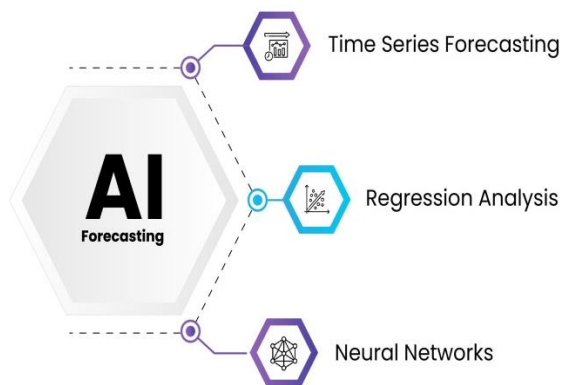 Time Series Forecasting
AI
Forecasting
Regression Analysis
Neural Networks